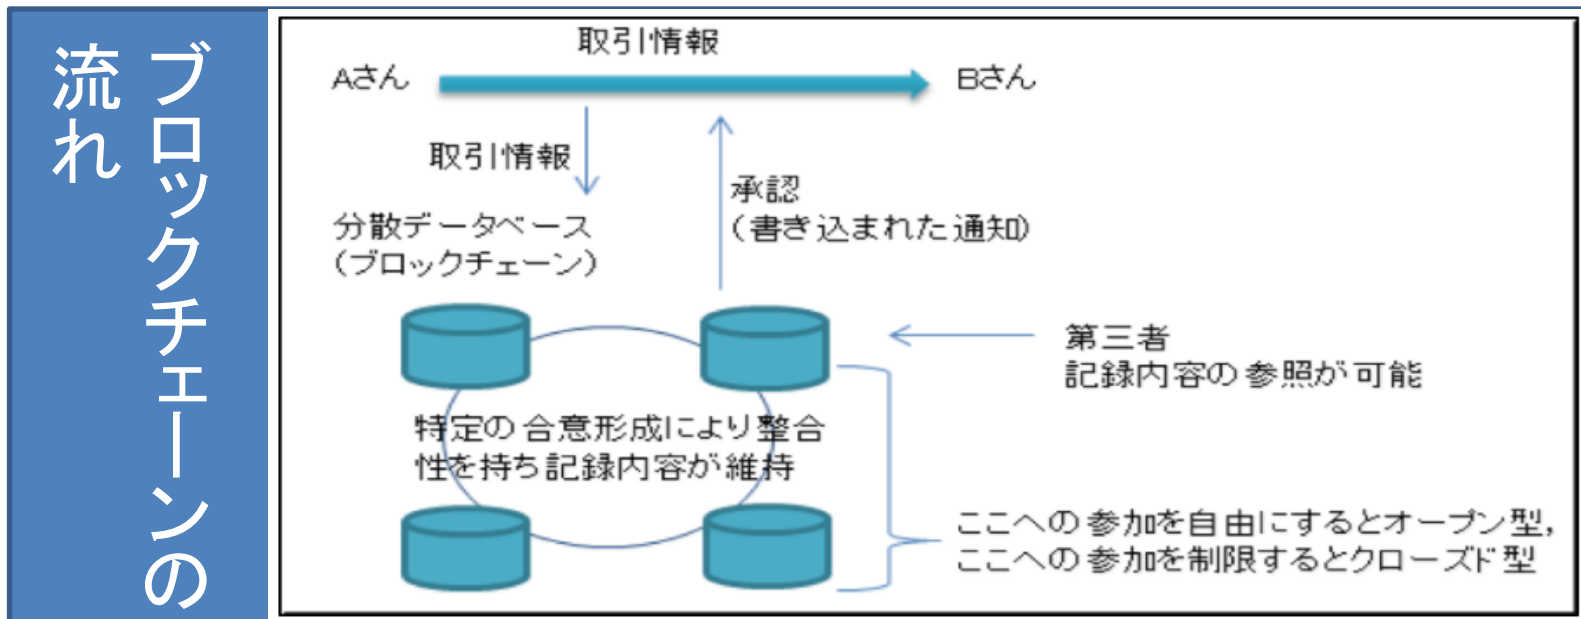 ブロックチェーンの
流れ
取引情報
Aさん
Bさん
取引情報
承認
（書き込まれた通知）
分散データベース
（ブロックチェーン）
第三者
記録内容の参照が可能
特定の合意形成により整合
性を持ち記録内容が維持
ここへの参加を自由にするとオープン型，
ここへの参加を制限するとクローズド型